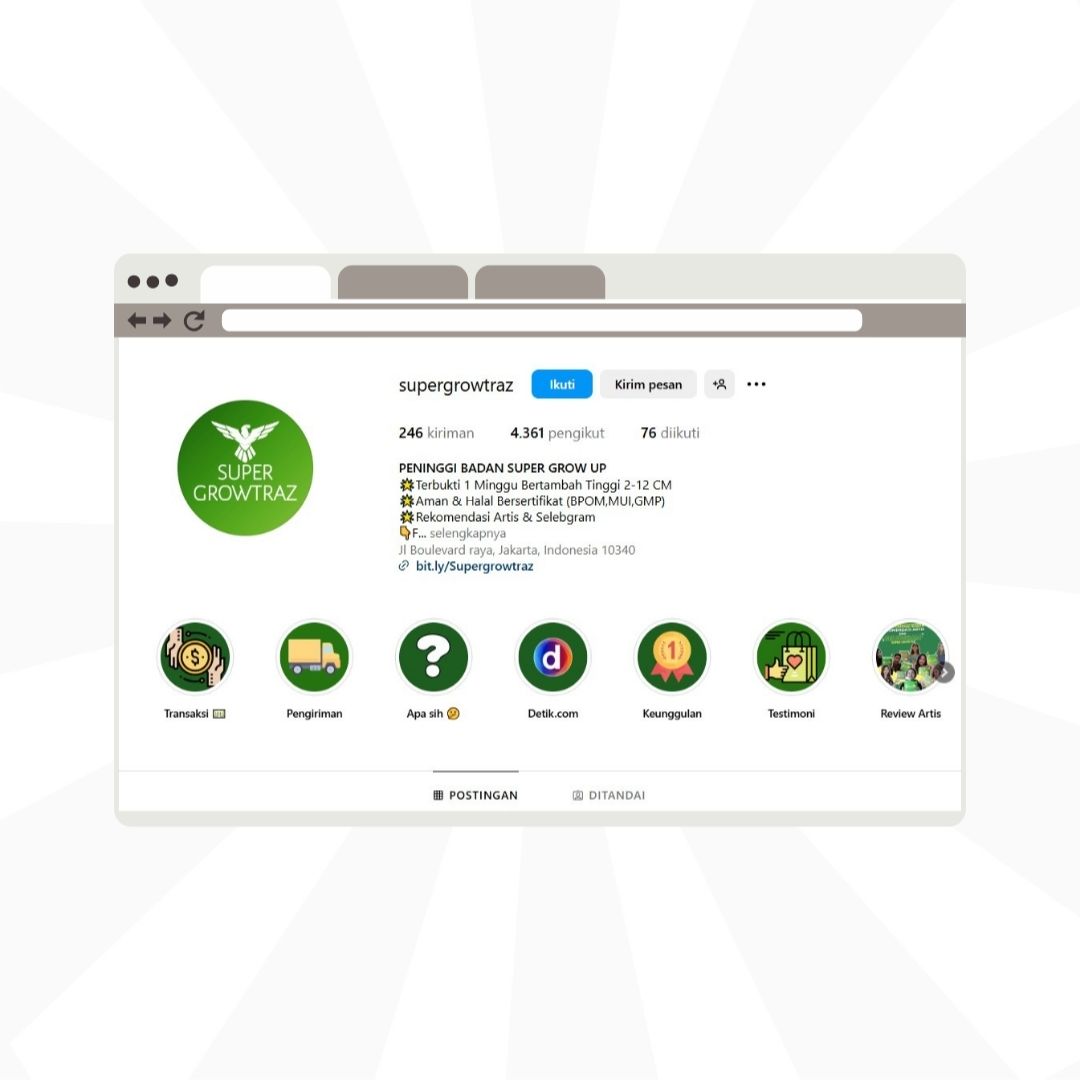 supergrowtraz Ikuti Kirim pesan
246 kiriman 4.361 pengikut 76 diikuti
SUPER
GROWTRAZ
PENINGGI BADAN SUPER GROW UP
🌟Terbukti 1 Minggu Bertambah Tinggi 2-12 CM
🌟Aman & Halal Bersertifikat (BPOM,MUI,GMP)
🌟Rekomendasi Artis & Selebgram
👇F... selengkapnya
Jl Boulevard raya, Jakarta, Indonesia 10340
bit.ly/Supergrowtraz
$ ? d 1
Transaksi 💵 Pengiriman Apa sih 🤔 Detik.com Keunggulan Testimoni Review Artis
POSTINGAN DITANDAI